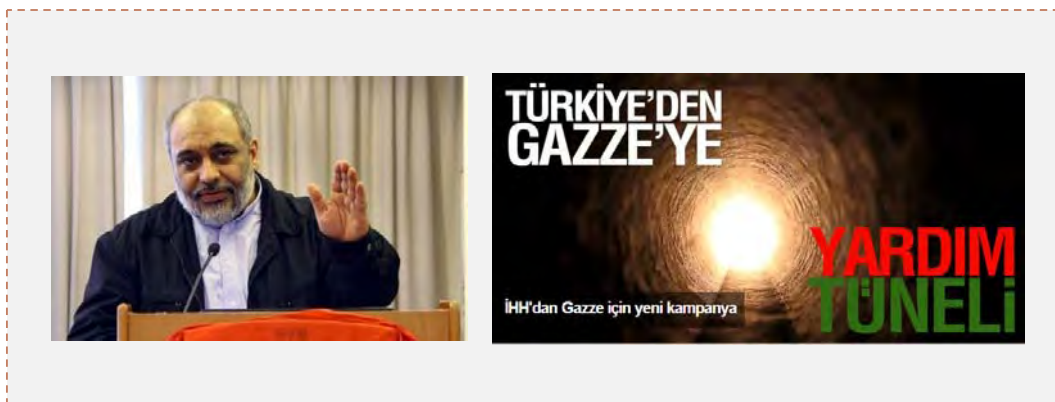 TÜRKİYE'DEN
GAZZE'YE
YARDIM
TÜNELİ
İHH'dan Gazze için yeni kampanya